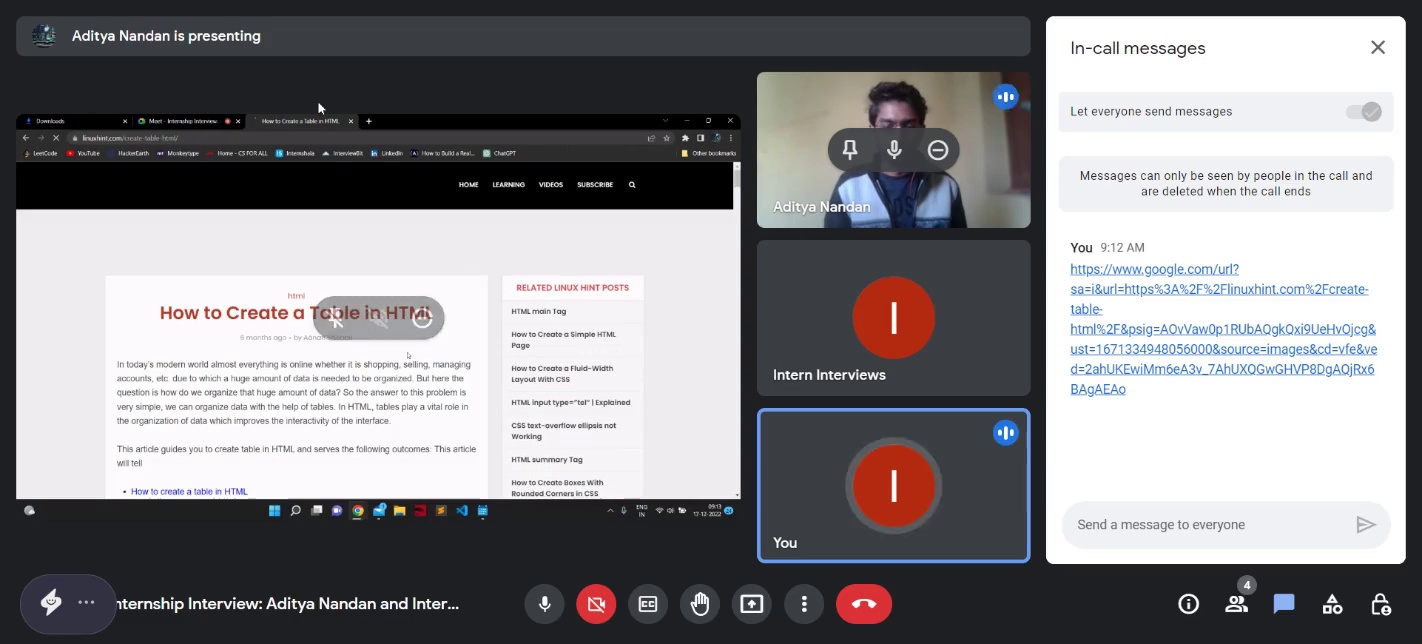 Aditya Nandan is presenting
Downloads
Meet - Internship Interview
How to Create a Table in HTML
linuxhint.com/create-table-html/
LeetCode YouTube HackerEarth Monkeytype Home - CS FOR ALL Internshala InterviewBit LinkedIn How to Build a Real... ChatGPT Other bookmarks
HOME LEARNING VIDEOS SUBSCRIBE
html
How to Create a Table in HTML
6 months ago • by
In today's modern world almost everything is online whether it is shopping, selling, managing
accounts, etc. due to which a huge amount of data is needed to be organized. But here the
question is how do we organize that huge amount of data? So the answer to this problem is
very simple, we can organize data with the help of tables. In HTML, tables play a vital role in
the organization of data which improves the interactivity of the interface.
This article guides you to create table in HTML and serves the following outcomes: This article
will tell
• How to create a table in HTML
RELATED LINUX HINT POSTS
HTML main Tag
How to Create a Simple HTML
Page
How to Create a Fluid-Width
Layout With CSS
HTML input type="tel" | Explained
CSS text-overflow ellipsis not
Working
HTML summary Tag
How to Create Boxes With
Rounded Corners in CSS
ENG
IN
09:13
17-12-2022
Aditya Nandan
I
Intern Interviews
I
You
In-call messages
Let everyone send messages
Messages can only be seen by people in the call and
are deleted when the call ends
You 9:12 AM
https://www.google.com/url?
sa=i&url=https%3A%2F%2Flinuxhint.com%2Fcreate-
table-
html%2F&psig=AOvVaw0p1RUbAQgkQxi9UeHvOjcg&
ust=1671334948056000&source=images&cd=vfe&ve
d=2ahUKEwiMm6eA3v_7AhUXQGwGHVP8DgAQjRx6
BAgAEAo
Send a message to everyone
nternship Interview: Aditya Nandan and Inter...
CC
4